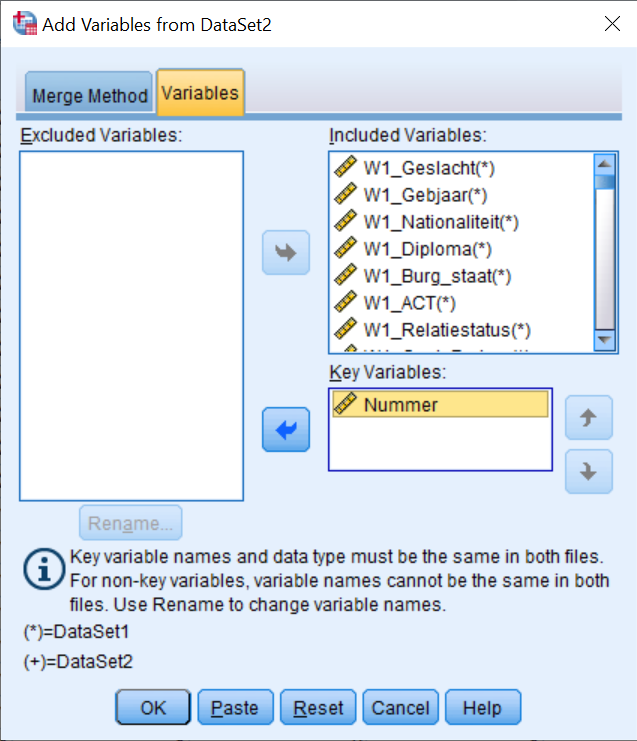 Add Variables from DataSet2
Merge Method
Variables
Excluded Variables:
Included Variables:
W1_Geslacht(*)
W1_Gebjaar(*)
W1_Nationaliteit(*)
W1_Diploma(*)
W1_Burg_staat(*)
W1_ACT(*)
W1_Relatiestatus(*)
Key Variables:
Nummer
Rename...
Key variable names and data type must be the same in both files.
For non-key variables, variable names cannot be the same in both
files. Use Rename to change variable names.
(*)=DataSet1
(+)=DataSet2
OK
Paste
Reset
Cancel
Help